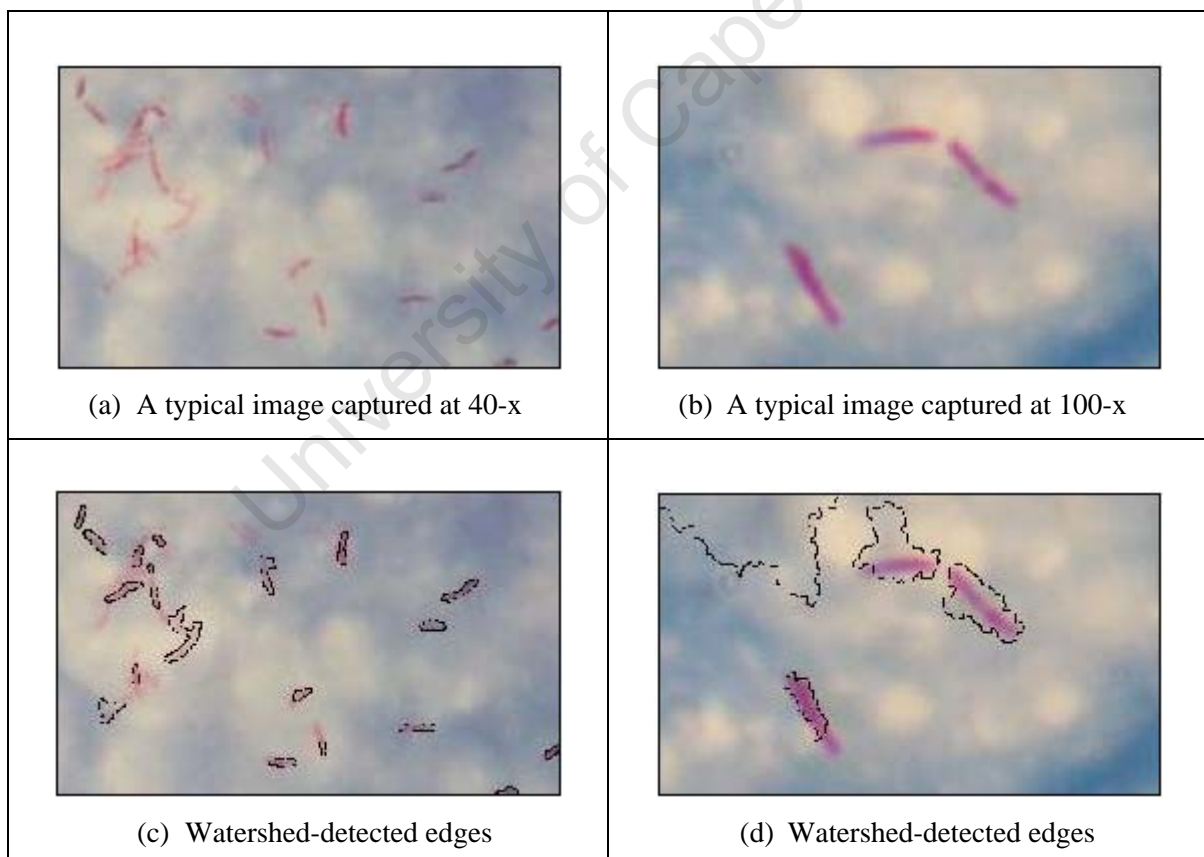 (a) A typical image captured at 40-x
(b) A typical image captured at 100-x
(c) Watershed-detected edges
(d) Watershed-detected edges
University of Cape